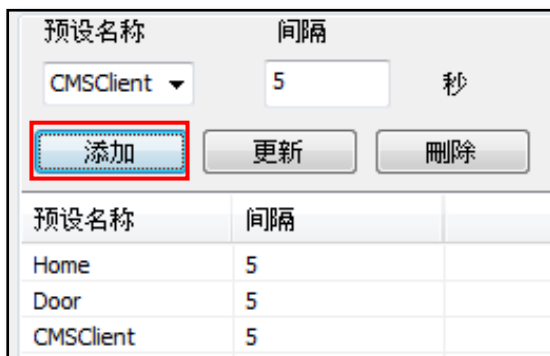 预设名称 间隔
CMSClient 5 秒
添加 更新 刪除
预设名称 间隔
Home 5
Door 5
CMSClient 5